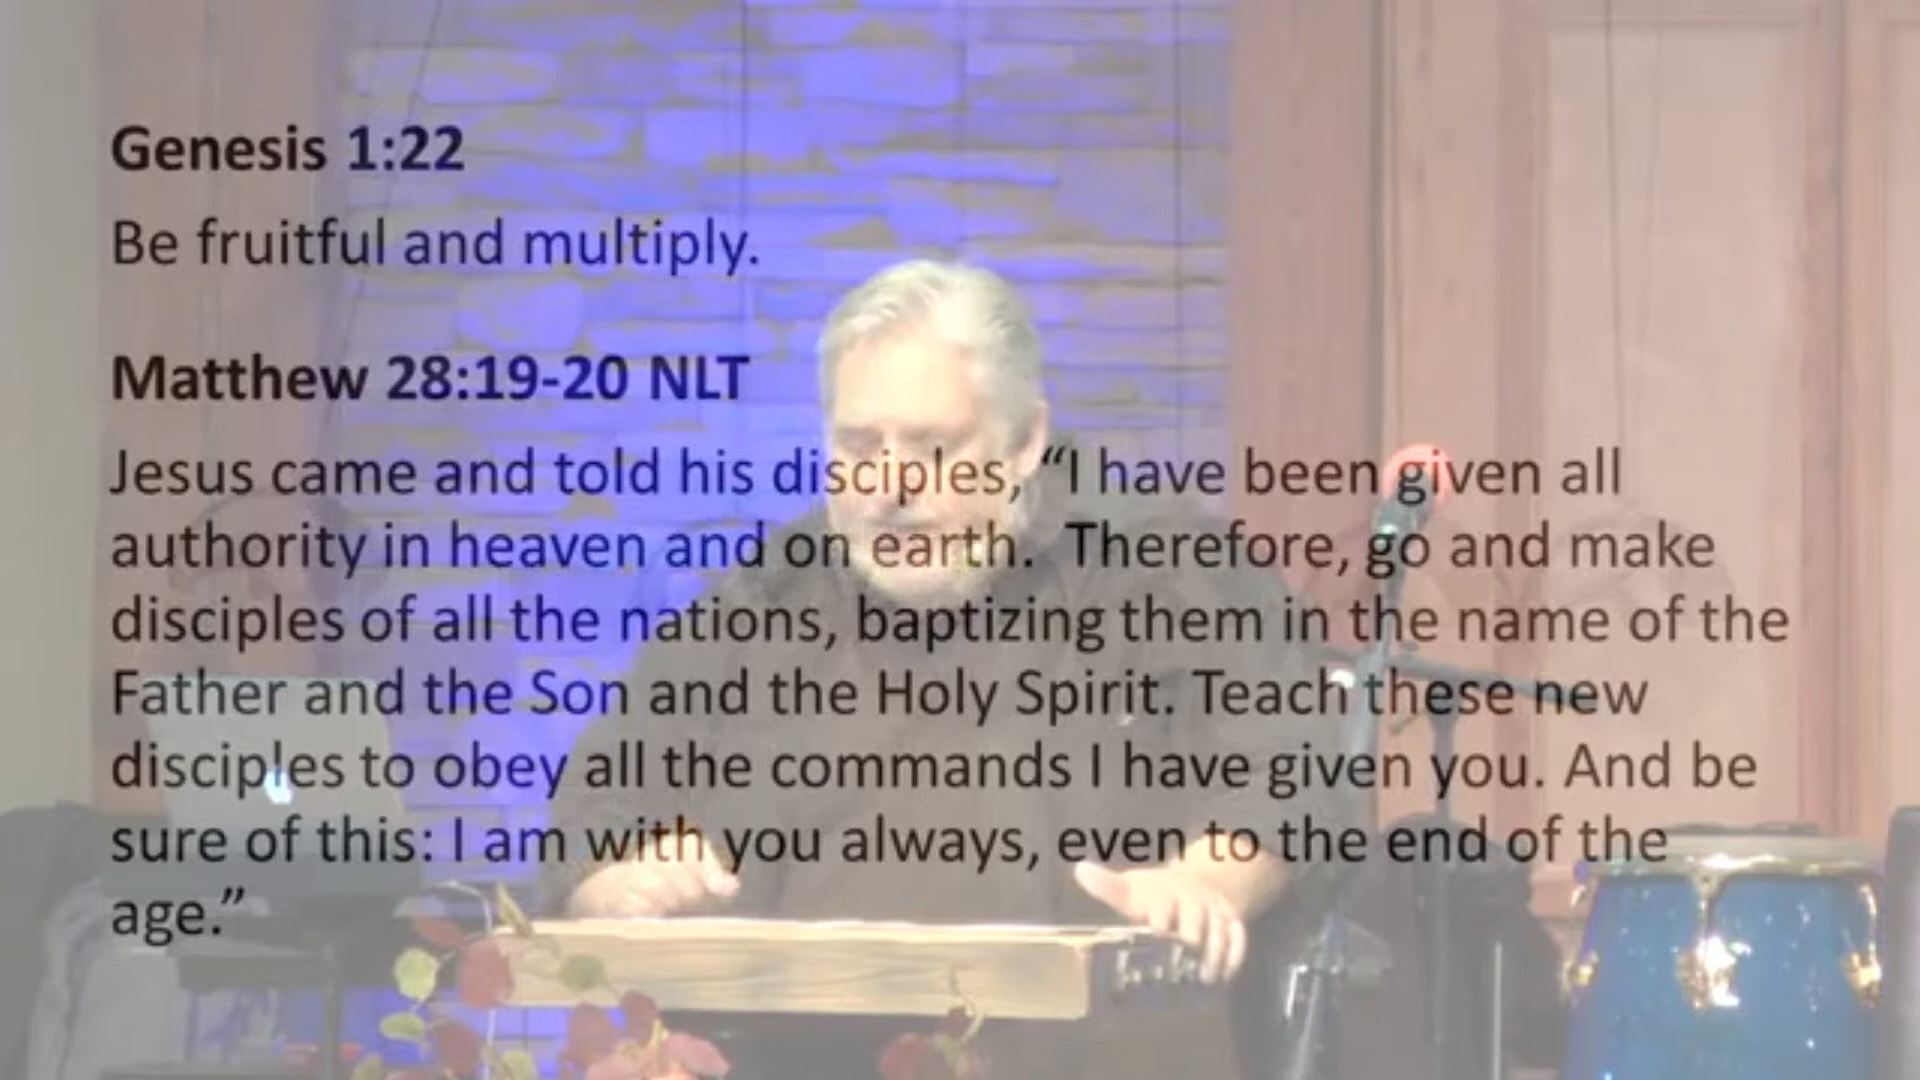 Genesis 1:22
Be fruitful and multiply.
Matthew 28:19-20 NLT
Jesus came and told his disciples, “I have been given all
authority in heaven and on earth.  Therefore, go and make
disciples of all the nations, baptizing them in the name of the
Father and the Son and the Holy Spirit. Teach these new
disciples to obey all the commands I have given you. And be
sure of this: I am with you always, even to the end of the
age.”